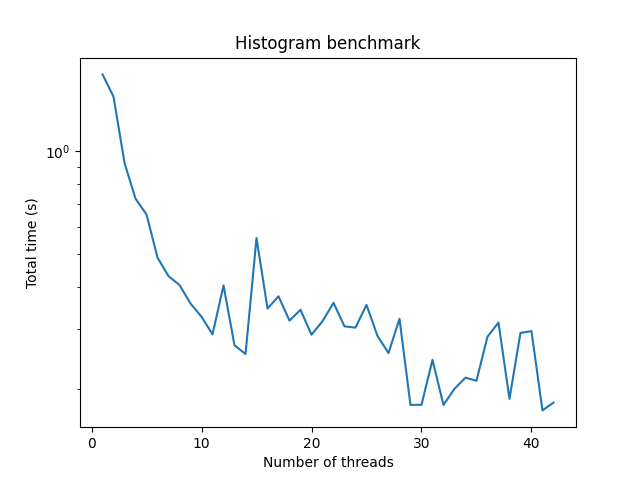 Histogram benchmark
Total time (s)
10⁰
0 10 20 30 40
Number of threads